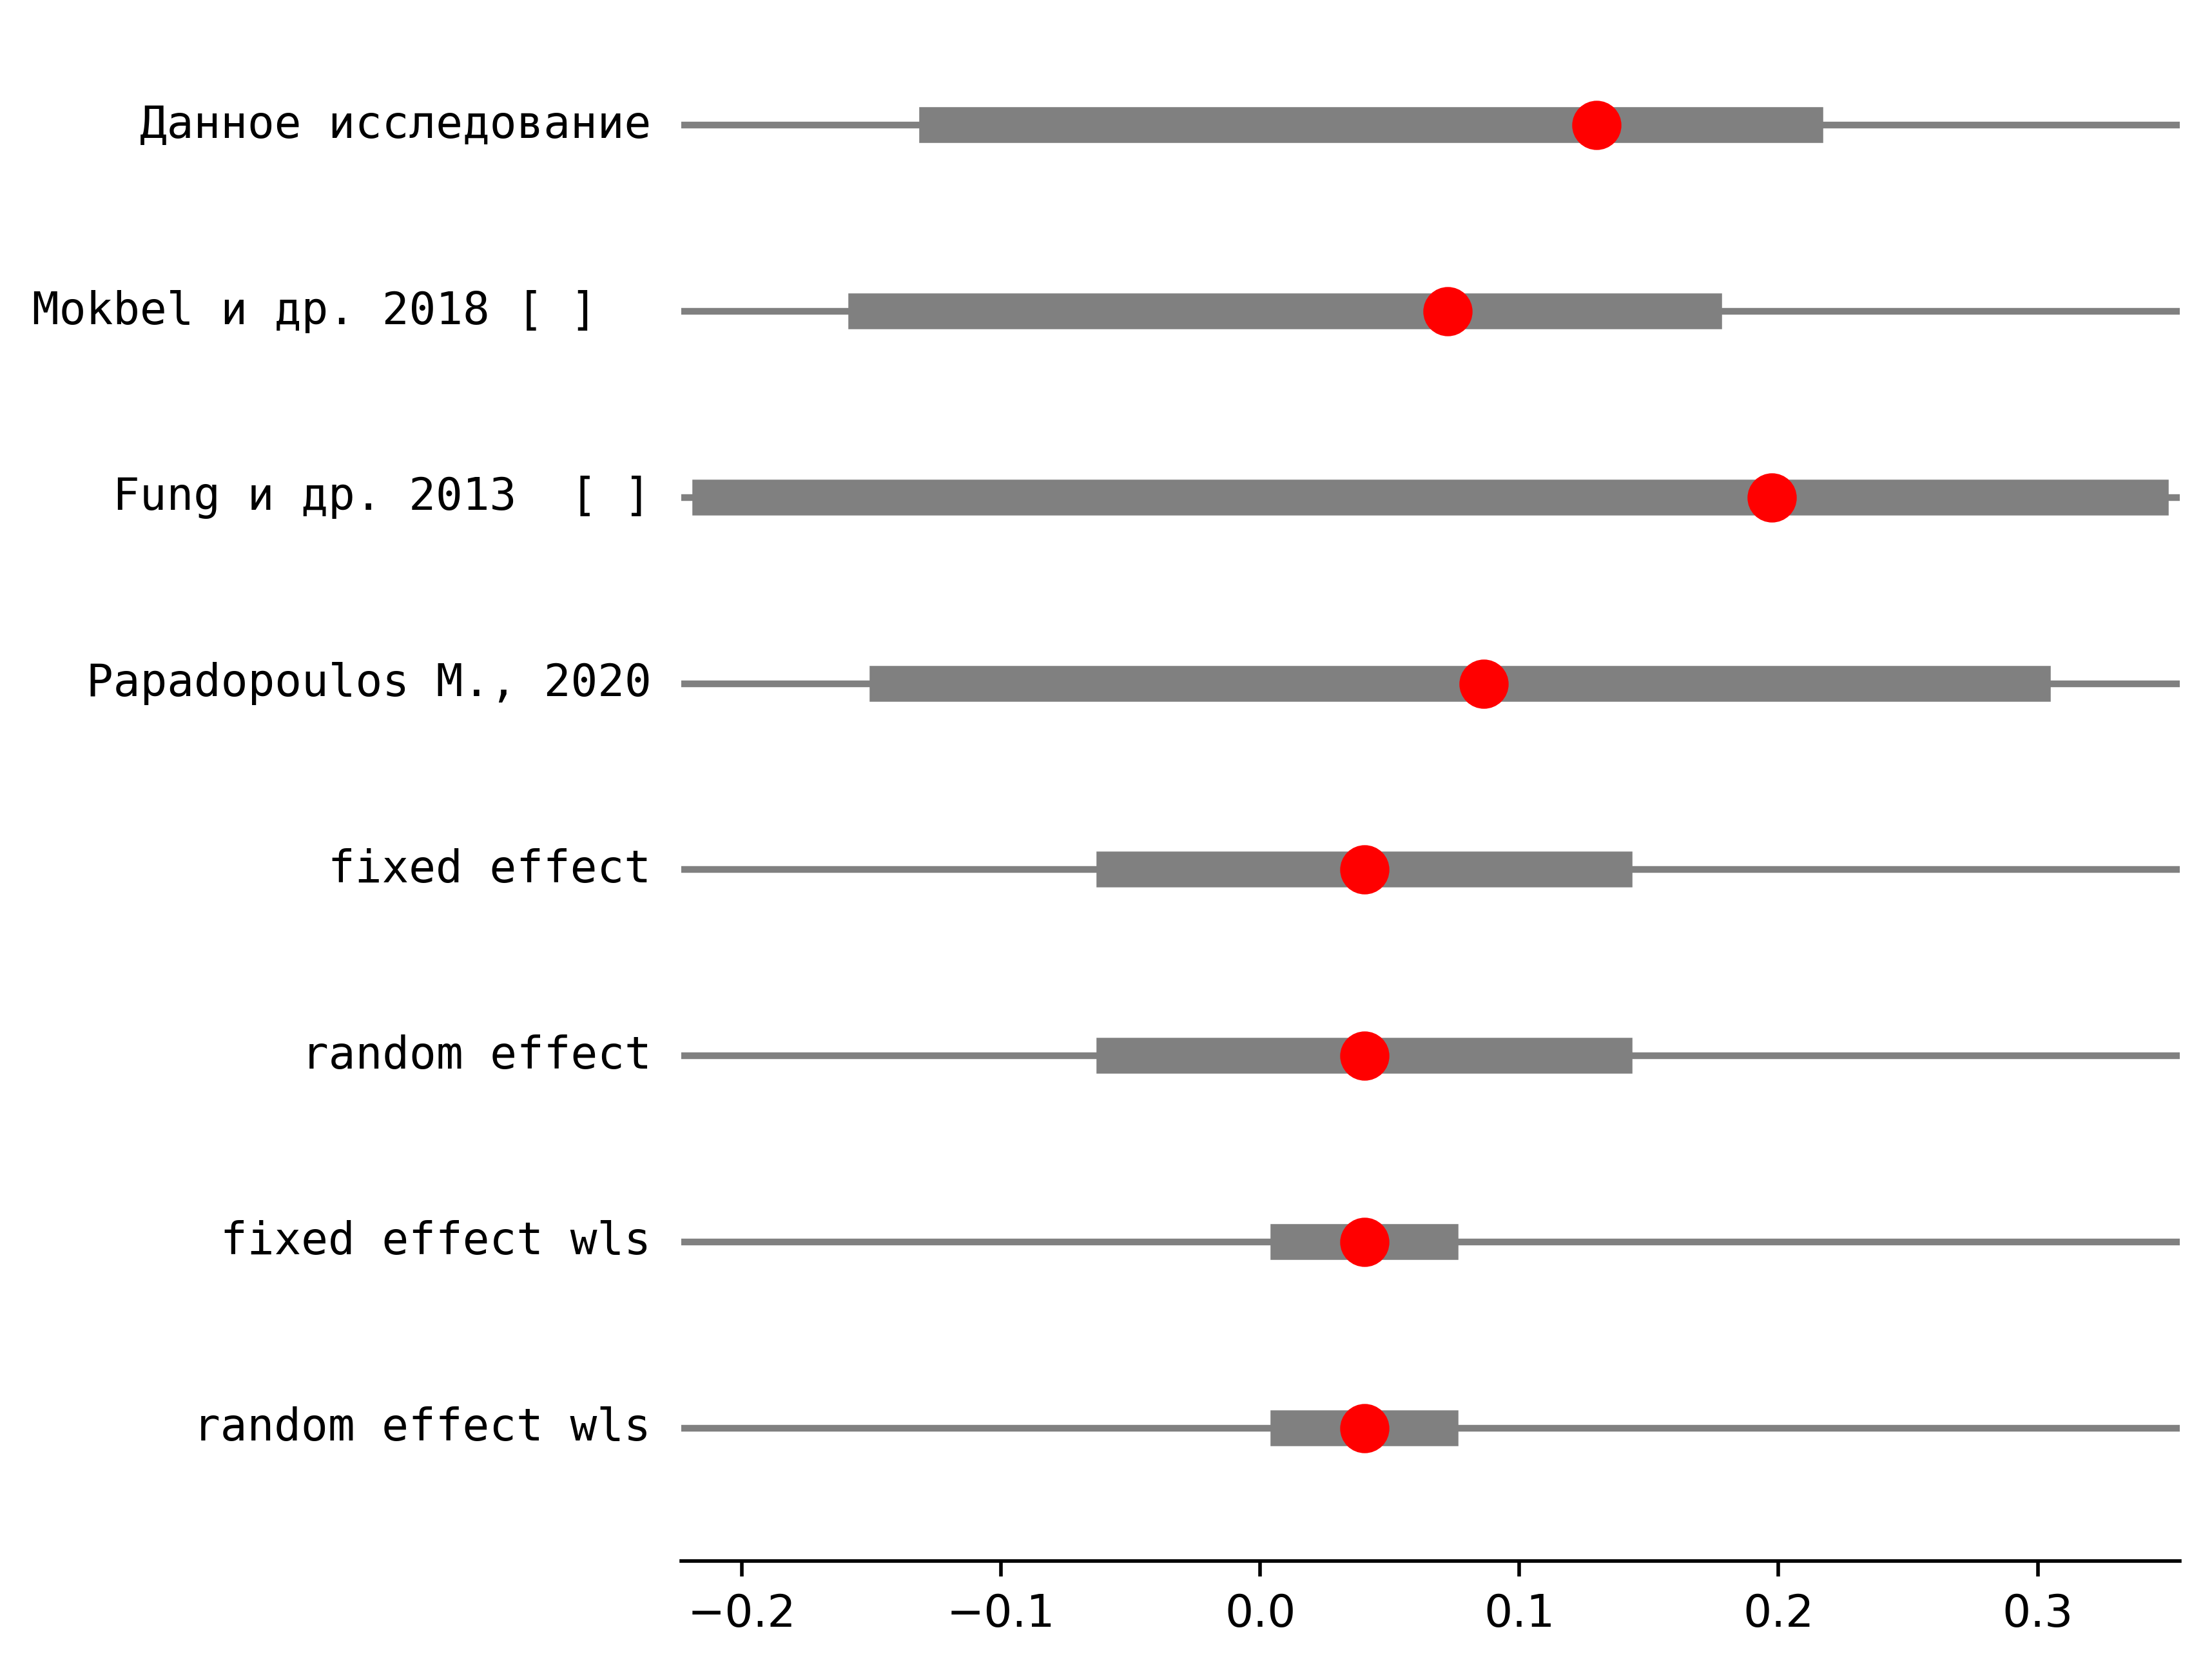 Данное исследование
Mokbel и др. 2018 [ ]
Fung и др. 2013  [ ]
Papadopoulos M., 2020
fixed effect
random effect
fixed effect wls
random effect wls
−0.2 −0.1 0.0 0.1 0.2 0.3